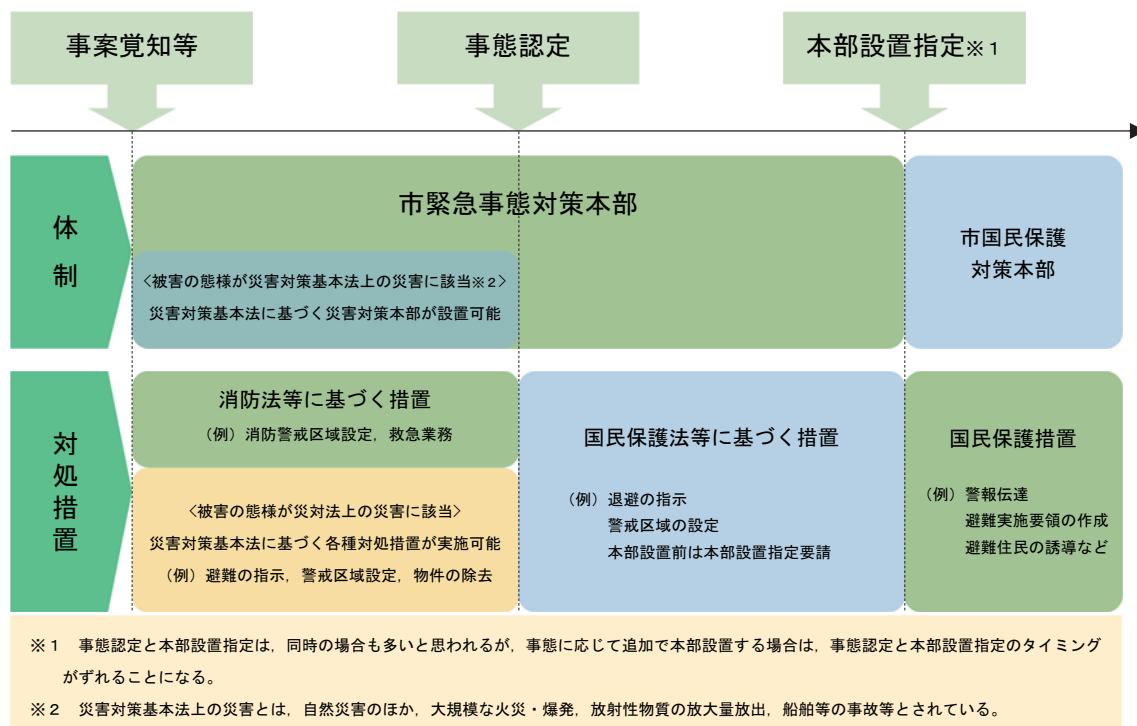 事案覚知等
事態認定
本部設置指定※1
体制
市緊急事態対策本部
〈被害の態様が災害対策基本法上の災害に該当※2〉
災害対策基本法に基づく災害対策本部が設置可能
市国民保護
対策本部
対処措置
消防法等に基づく措置
（例）消防警戒区域設定，救急業務
〈被害の態様が災対法上の災害に該当〉
災害対策基本法に基づく各種対処措置が実施可能
（例）避難の指示，警戒区域設定，物件の除去
国民保護法等に基づく措置
（例）退避の指示
警戒区域の設定
本部設置前は本部設置指定要請
国民保護措置
（例）警報伝達
避難実施要領の作成
避難住民の誘導など
※1　事態認定と本部設置指定は，同時の場合も多いと思われるが，事態に応じて追加で本部設置する場合は，事態認定と本部設置指定のタイミング
がずれることになる。
※2　災害対策基本法上の災害とは，自然災害のほか，大規模な火災・爆発，放射性物質の放大量放出，船舶等の事故等とされている。